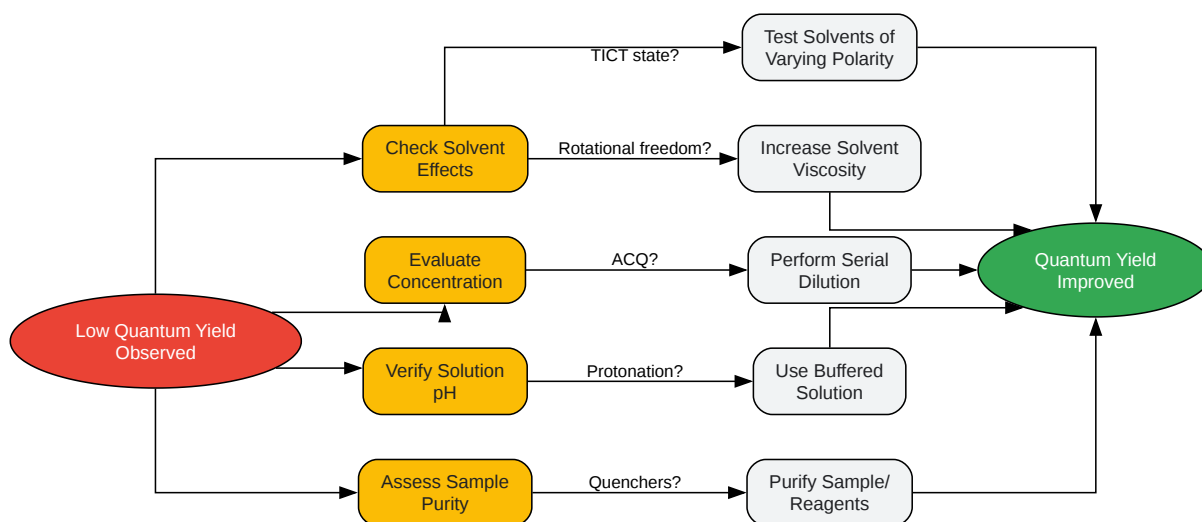 Test Solvents of
Varying Polarity
TICT state?
Check Solvent
Effects
Rotational freedom?
Increase Solvent
Viscosity
Evaluate
Concentration
ACQ?
Perform Serial
Dilution
Quantum Yield
Improved
Low Quantum Yield
Observed
Verify Solution
pH
Protonation?
Use Buffered
Solution
Assess Sample
Purity
Quenchers?
Purify Sample/
Reagents